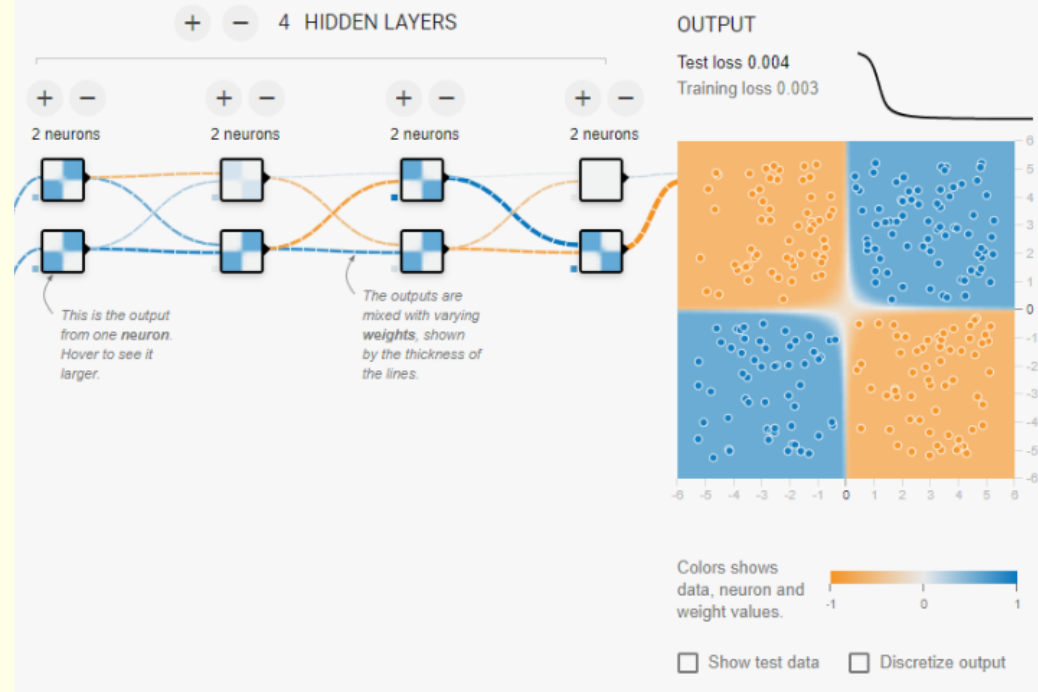 + − 4 HIDDEN LAYERS
+ − + − + − + −
2 neurons 2 neurons 2 neurons 2 neurons
This is the output
from one neuron.
Hover to see it
larger.
The outputs are
mixed with varying
weights, shown
by the thickness of
the lines.
OUTPUT
Test loss 0.004
Training loss 0.003
6
5
4
3
2
1
0
-1
-2
-3
-4
-5
-6
-6 -5 -4 -3 -2 -1 0 1 2 3 4 5 6
Colors shows
data, neuron and
weight values.
-1 0 1
Show test data Discretize output